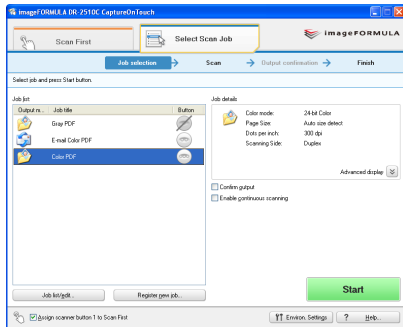 imageFORMULA DR-2510C CaptureOnTouch
Scan First
Select Scan Job
imageFORMULA
Job selection
Scan
Output confirmation
Finish
Select job and press Start button.
Job list
Job details
Output m... Job title Button
Gray PDF
E-mail Color PDF
Color PDF
Color mode: 24-bit Color
Page Size: Auto size detect
Dots per inch: 300 dpi
Scanning Side: Duplex
Advanced display
Confirm output
Enable continuous scanning
Start
Job list/edit...
Register new job...
Assign scanner button 1 to Scan First
Environ. Settings
? Help...